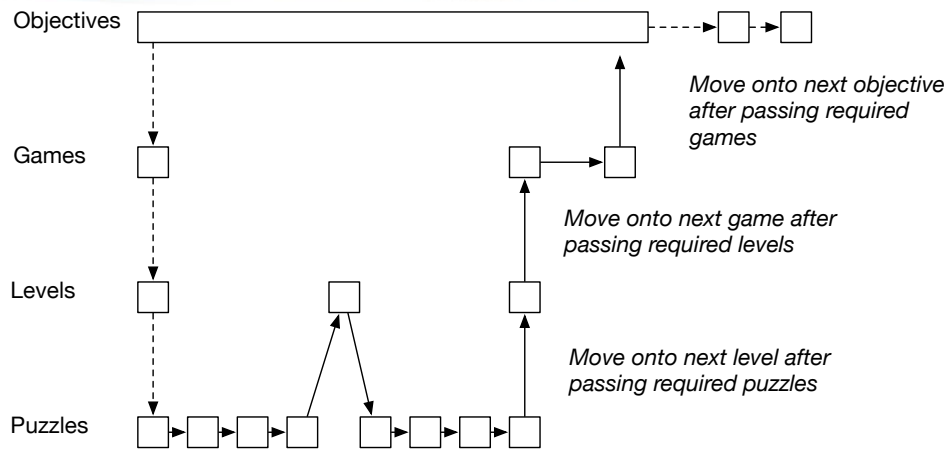 Objectives
Move onto next objective
after passing required
games
Games
Move onto next game after
passing required levels
Levels
Move onto next level after
passing required puzzles
Puzzles